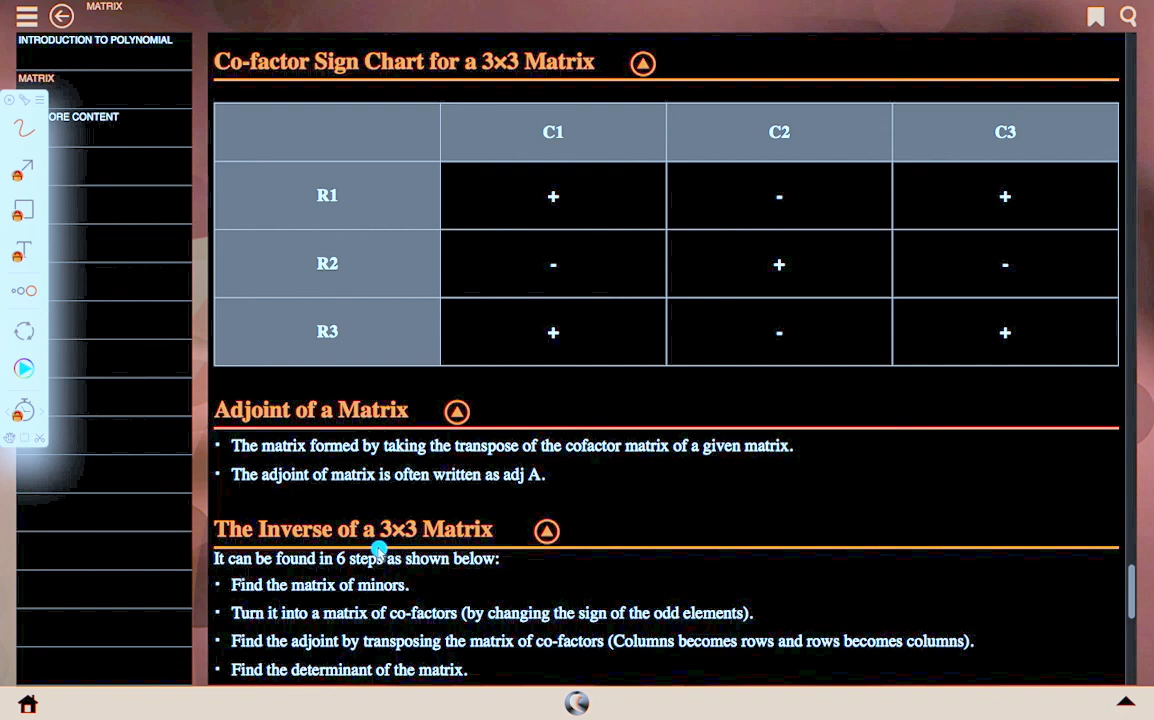 MATRIX
INTRODUCTION TO POLYNOMIAL
MATRIX
ORE CONTENT
Co-factor Sign Chart for a 3×3 Matrix
C1 C2 C3
R1 + - +
R2 - + -
R3 + - +
Adjoint of a Matrix
· The matrix formed by taking the transpose of the cofactor matrix of a given matrix.
· The adjoint of matrix is often written as adj A.
The Inverse of a 3×3 Matrix
It can be found in 6 steps as shown below:
· Find the matrix of minors.
· Turn it into a matrix of co-factors (by changing the sign of the odd elements).
· Find the adjoint by transposing the matrix of co-factors (Columns becomes rows and rows becomes columns).
· Find the determinant of the matrix.